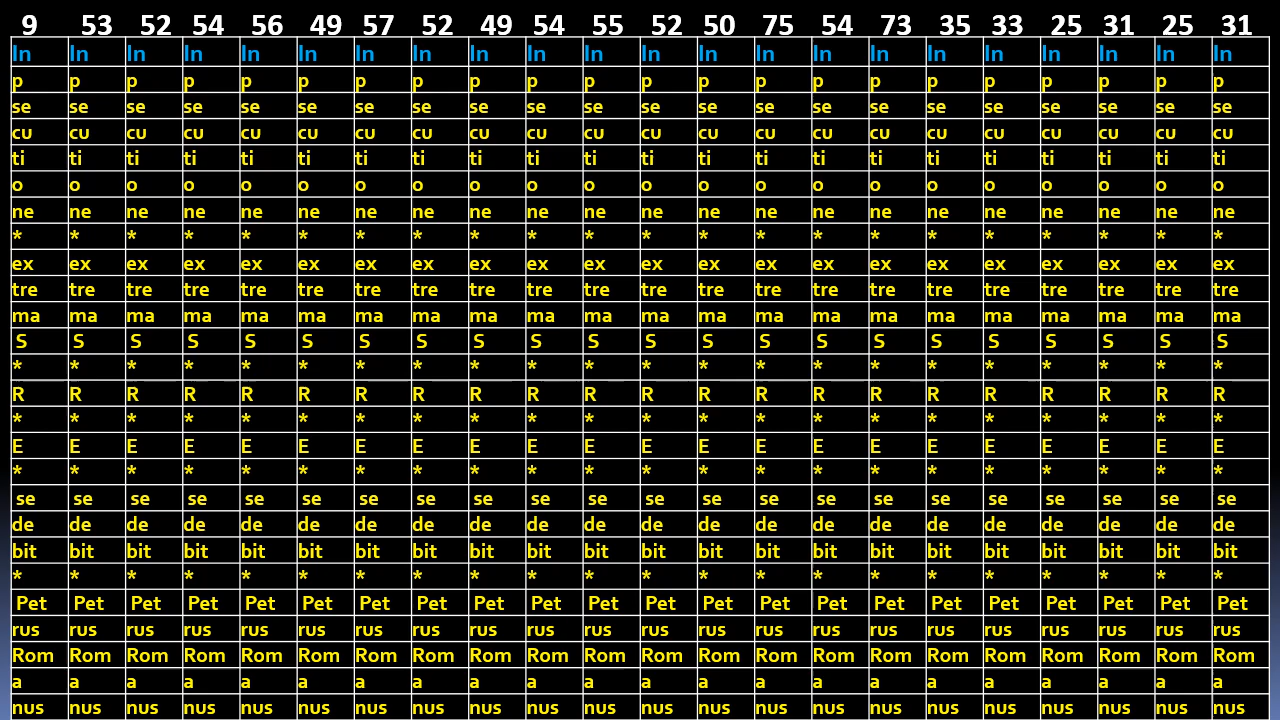 9 53 52 54 56 49 57 52 49 54 55 52 50 75 54 73 35 33 25 31 25 31
In In In In In In In In In In In In In In In In In In In In In In
p p p p p p p p p p p p p p p p p p p p p p
se se se se se se se se se se se se se se se se se se se se se se
cu cu cu cu cu cu cu cu cu cu cu cu cu cu cu cu cu cu cu cu cu cu
ti ti ti ti ti ti ti ti ti ti ti ti ti ti ti ti ti ti ti ti ti ti
o o o o o o o o o o o o o o o o o o o o o o
ne ne ne ne ne ne ne ne ne ne ne ne ne ne ne ne ne ne ne ne ne ne
* * * * * * * * * * * * * * * * * * * * * *
ex ex ex ex ex ex ex ex ex ex ex ex ex ex ex ex ex ex ex ex ex ex
tre tre tre tre tre tre tre tre tre tre tre tre tre tre tre tre tre tre tre tre tre tre
ma ma ma ma ma ma ma ma ma ma ma ma ma ma ma ma ma ma ma ma ma ma
S S S S S S S S S S S S S S S S S S S S S S
* * * * * * * * * * * * * * * * * * * * * *
R R R R R R R R R R R R R R R R R R R R R R
* * * * * * * * * * * * * * * * * * * * * *
E E E E E E E E E E E E E E E E E E E E E E
* * * * * * * * * * * * * * * * * * * * * *
se se se se se se se se se se se se se se se se se se se se se se
de de de de de de de de de de de de de de de de de de de de de de
bit bit bit bit bit bit bit bit bit bit bit bit bit bit bit bit bit bit bit bit bit bit
* * * * * * * * * * * * * * * * * * * * * *
Pet Pet Pet Pet Pet Pet Pet Pet Pet Pet Pet Pet Pet Pet Pet Pet Pet Pet Pet Pet Pet Pet
rus rus rus rus rus rus rus rus rus rus rus rus rus rus rus rus rus rus rus rus rus rus
Rom Rom Rom Rom Rom Rom Rom Rom Rom Rom Rom Rom Rom Rom Rom Rom Rom Rom Rom Rom Rom Rom
a a a a a a a a a a a a a a a a a a a a a a
nus nus nus nus nus nus nus nus nus nus nus nus nus nus nus nus nus nus nus nus nus nus